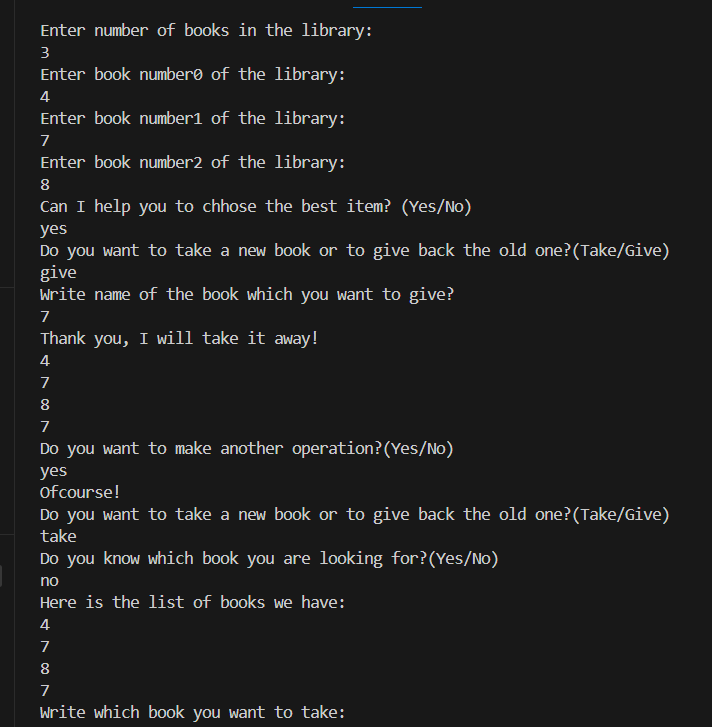 Enter number of books in the library:
3
Enter book number0 of the library:
4
Enter book number1 of the library:
7
Enter book number2 of the library:
8
Can I help you to chhose the best item? (Yes/No)
yes
Do you want to take a new book or to give back the old one?(Take/Give)
give
Write name of the book which you want to give?
7
Thank you, I will take it away!
4
7
8
7
Do you want to make another operation?(Yes/No)
yes
Ofcourse!
Do you want to take a new book or to give back the old one?(Take/Give)
take
Do you know which book you are looking for?(Yes/No)
no
Here is the list of books we have:
4
7
8
7
Write which book you want to take: